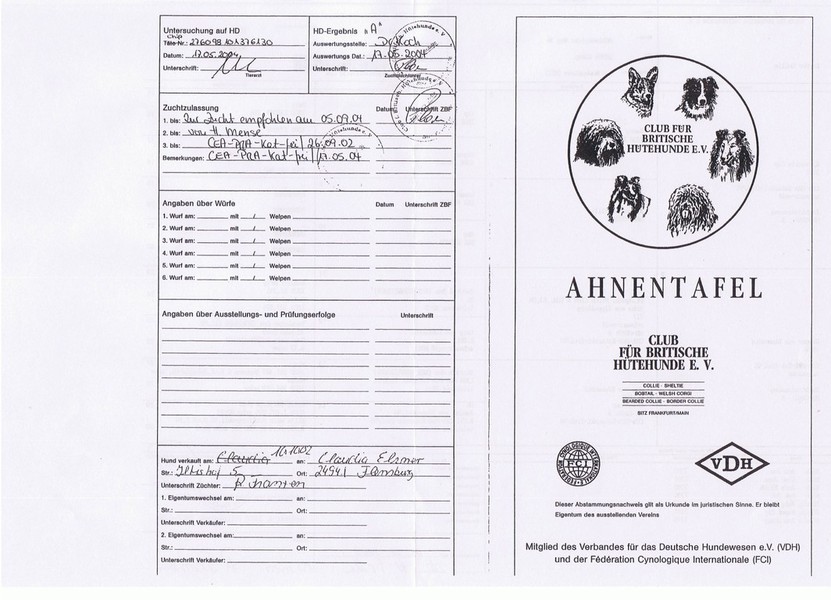 Untersuchung auf HD
Chip
Täto-Nr.: 276098101376130
Datum: 17.05.2004
Unterschrift:
Tierarzt
HD-Ergebnis "A"
Auswertungsstelle: Dr. Koch
Auswertungs Dat.: 17.05.2004
Unterschrift:
Zuchtzulassung
Datum Unterschrift ZBF
1. bis: Zur Zucht empfohlen am 05.09.04
2. bis: von H. Mense
3. bis: CEA-PRA-Kat-frei / 26.09.02
Bemerkungen: CEA-PRA-Kat-frei / 17.05.04
Angaben über Würfe
Datum Unterschrift ZBF
1. Wurf am: mit / Welpen
2. Wurf am: mit / Welpen
3. Wurf am: mit / Welpen
4. Wurf am: mit / Welpen
5. Wurf am: mit / Welpen
6. Wurf am: mit / Welpen
Angaben über Ausstellungs- und Prüfungserfolge
Unterschrift
Hund verkauft am: Claudia an: Claudia Elsner
Str.: 5 Ort: 24941 Flensburg
Unterschrift Züchter:
1. Eigentumswechsel am: an:
Str.: Ort:
Unterschrift Verkäufer:
2. Eigentumswechsel am: an:
Str.: Ort:
Unterschrift Verkäufer:
CLUB FÜR
BRITISCHE
HÜTEHUNDE E.V.
AHNENTAFEL
CLUB
FÜR BRITISCHE
HÜTEHUNDE E. V.
COLLIE - SHELTIE
BOBTAIL - WELSH CORGI
BEARDED COLLIE - BORDER COLLIE
SITZ FRANKFURT/MAIN
FCI
VDH
Dieser Abstammungsnachweis gilt als Urkunde im juristischen Sinne. Er bleibt
Eigentum des ausstellenden Vereins
Mitglied des Verbandes für das Deutsche Hundewesen e.V. (VDH)
und der Fédération Cynologique Internationale (FCI)